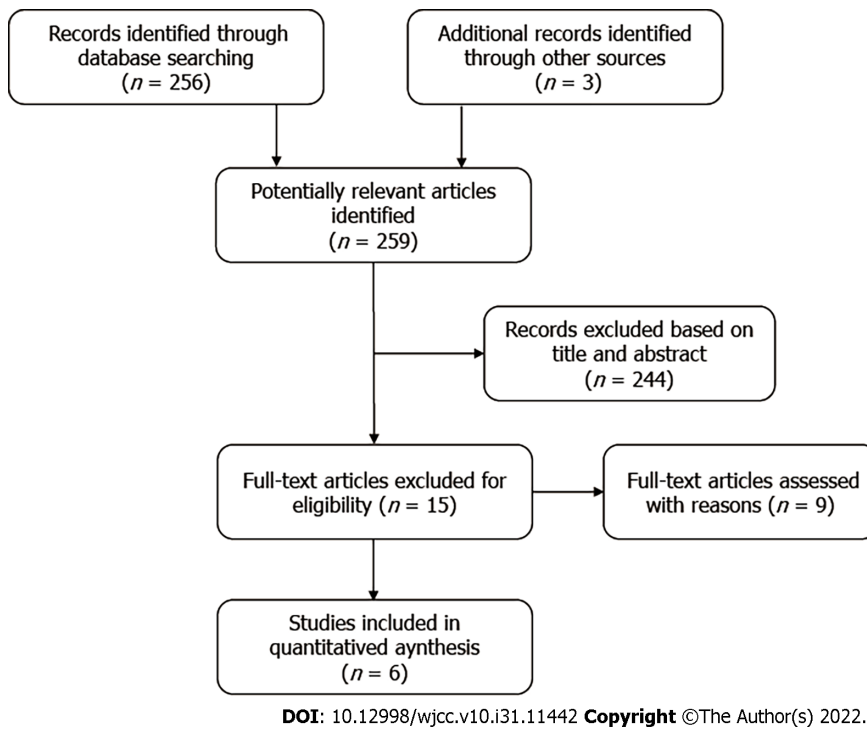 Records identified through
database searching
(n = 256)
Additional records identified
through other sources
(n = 3)
Potentially relevant articles
identified
(n = 259)
Records excluded based on
title and abstract
(n = 244)
Full-text articles excluded for
eligibility (n = 15)
Full-text articles assessed
with reasons (n = 9)
Studies included in
quantitatived aynthesis
(n = 6)
DOI: 10.12998/wjcc.v10.i31.11442 Copyright ©The Author(s) 2022.